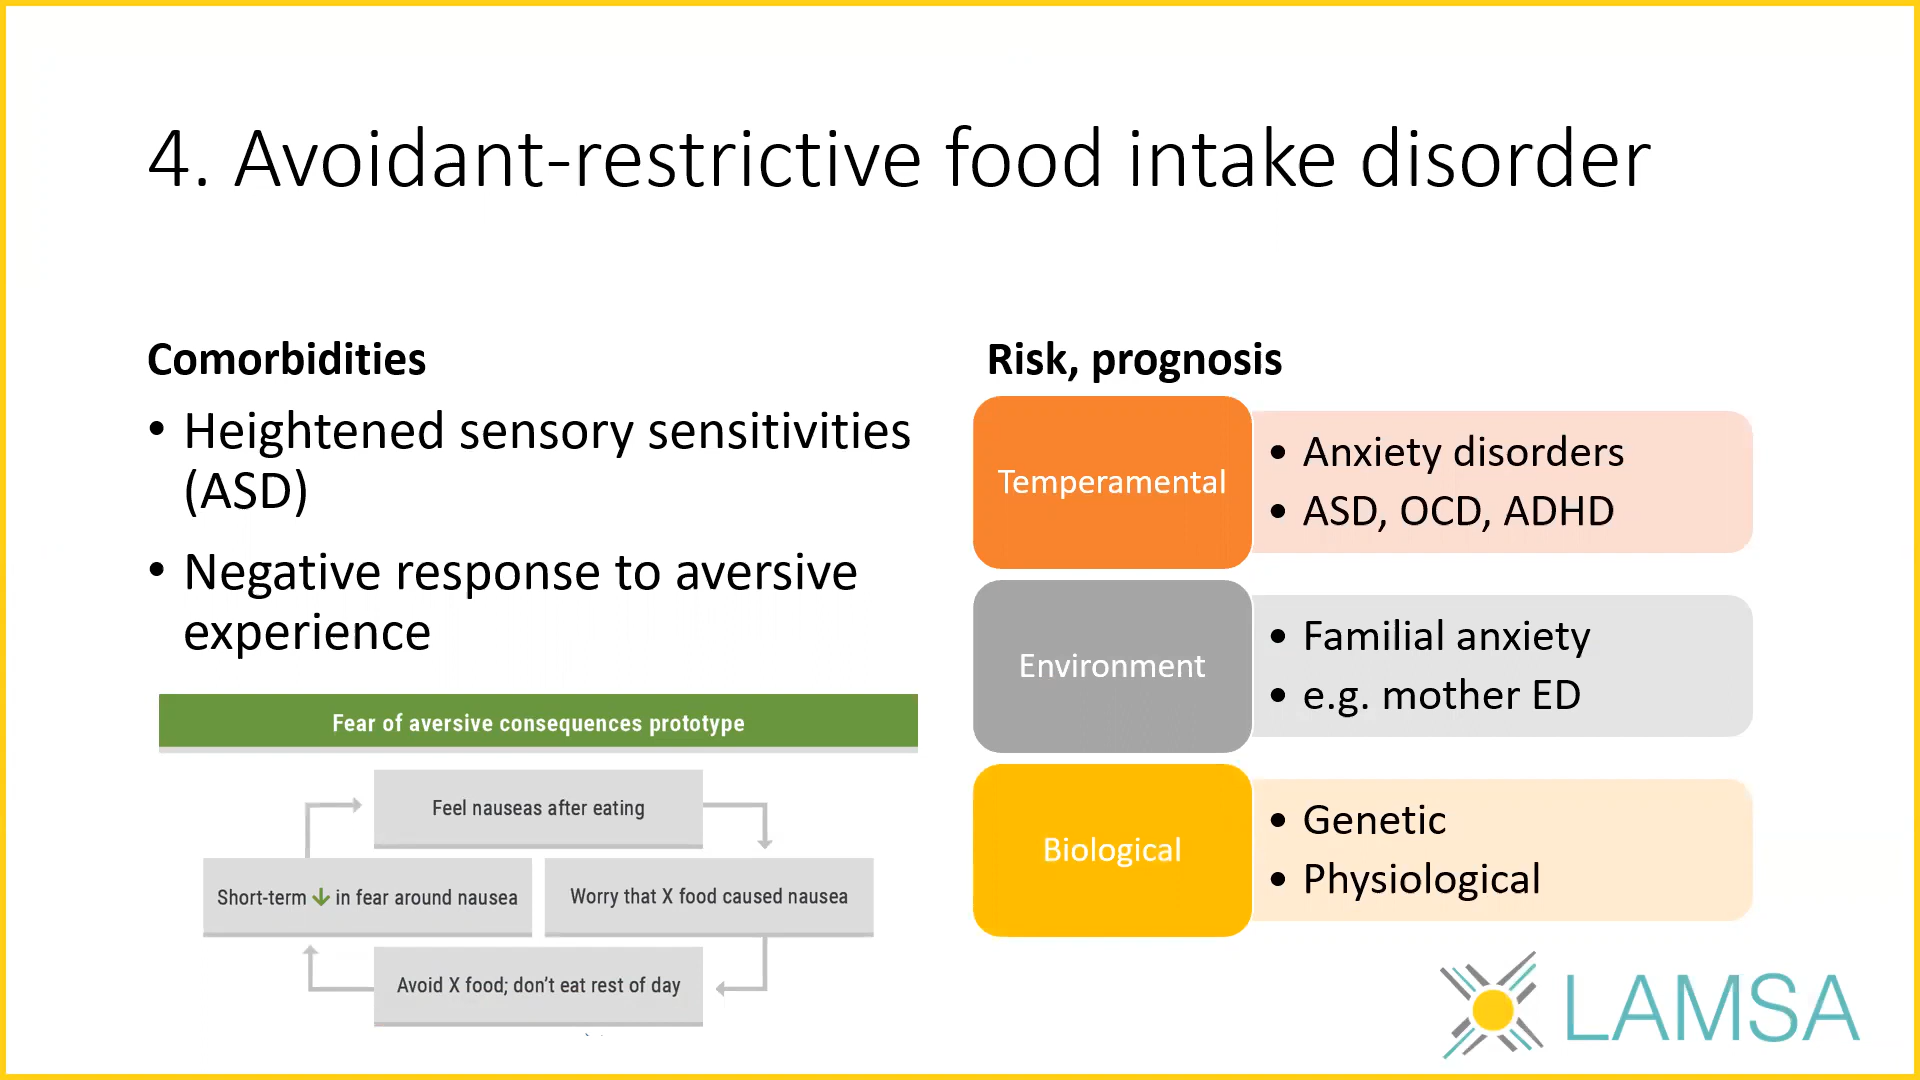 4. Avoidant-restrictive food intake disorder
Comorbidities
• Heightened sensory sensitivities
(ASD)
• Negative response to aversive
experience
Fear of aversive consequences prototype
Feel nauseas after eating
Short-term ↓ in fear around nausea
Worry that X food caused nausea
Avoid X food; don't eat rest of day
Risk, prognosis
Temperamental
• Anxiety disorders
• ASD, OCD, ADHD
Environment
• Familial anxiety
• e.g. mother ED
Biological
• Genetic
• Physiological
LAMSA